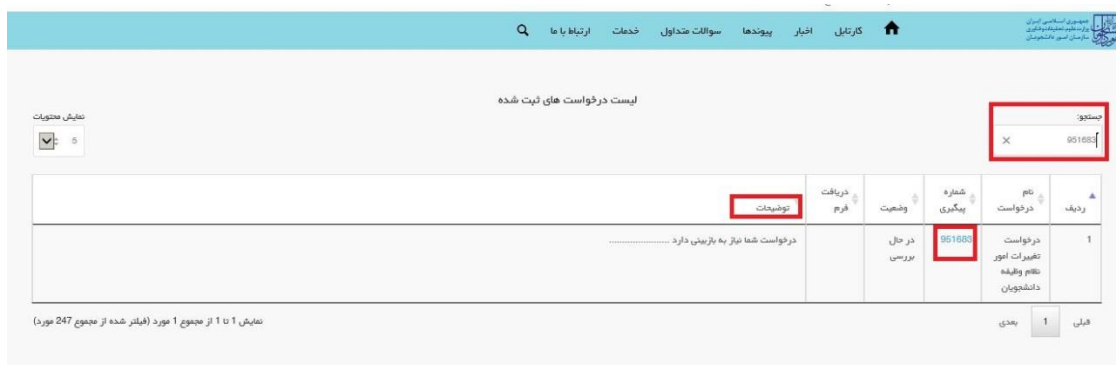 جمهوری اسلامی ایران
وزارت علوم، تحقیقات و فناوری
سازمان امور دانشجویان
کارتابل اخبار پیوندها سوالات متداول خدمات ارتباط با ما
لیست درخواست های ثبت شده
جستجو:
951683
نمایش محتویات
5
ردیف
نام درخواست
شماره پیگیری
وضعیت
دریافت فرم
توضیحات
1
درخواست
تغییرات امور
نظام وظیفه
دانشجویان
951683
در حال
بررسی
درخواست شما نیاز به بازبینی دارد ......................
نمایش 1 تا 1 از مجموع 1 مورد (فیلتر شده از مجموع 247 مورد)
قبلی 1 بعدی